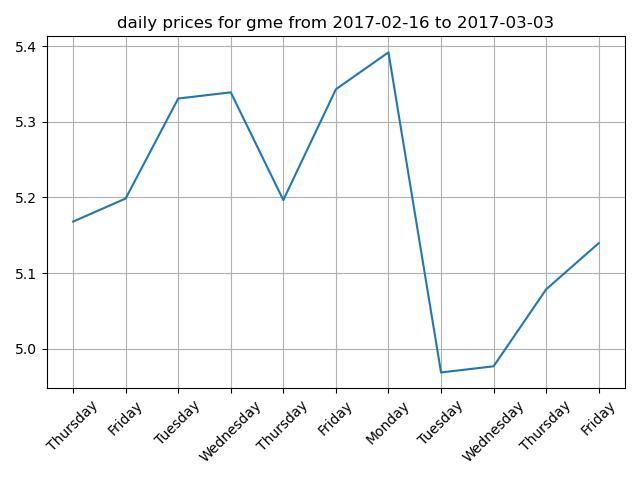 daily prices for gme from 2017-02-16 to 2017-03-03
5.4
5.3
5.2
5.1
5.0
Thursday
Friday
Tuesday
Wednesday
Thursday
Friday
Monday
Tuesday
Wednesday
Thursday
Friday